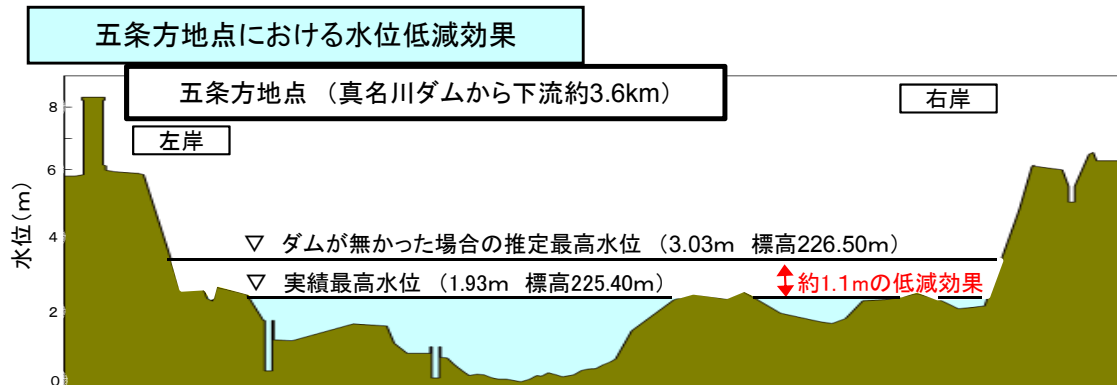 五条方地点における水位低減効果
五条方地点 （真名川ダムから下流約3.6km）
左岸
右岸
水位（m）
8
6
4
2
0
▽ ダムが無かった場合の推定最高水位 （3.03m 標高226.50m）
▽ 実績最高水位 （1.93m 標高225.40m）
約1.1mの低減効果